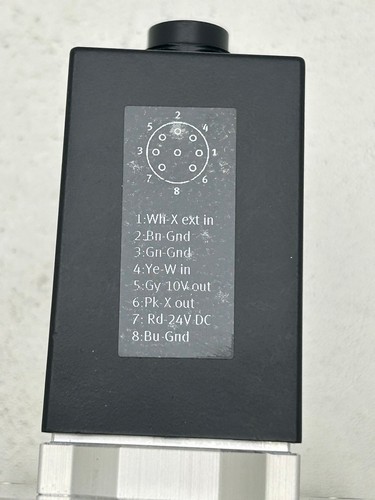 2
5 4
3 1
7 6
8
1:Wh-X ext in
2:Bn-Gnd
3:Gn-Gnd
4:Ye-W in
5:Gy 10V out
6:Pk-X out
7: Rd-24V DC
8:Bu-Gnd